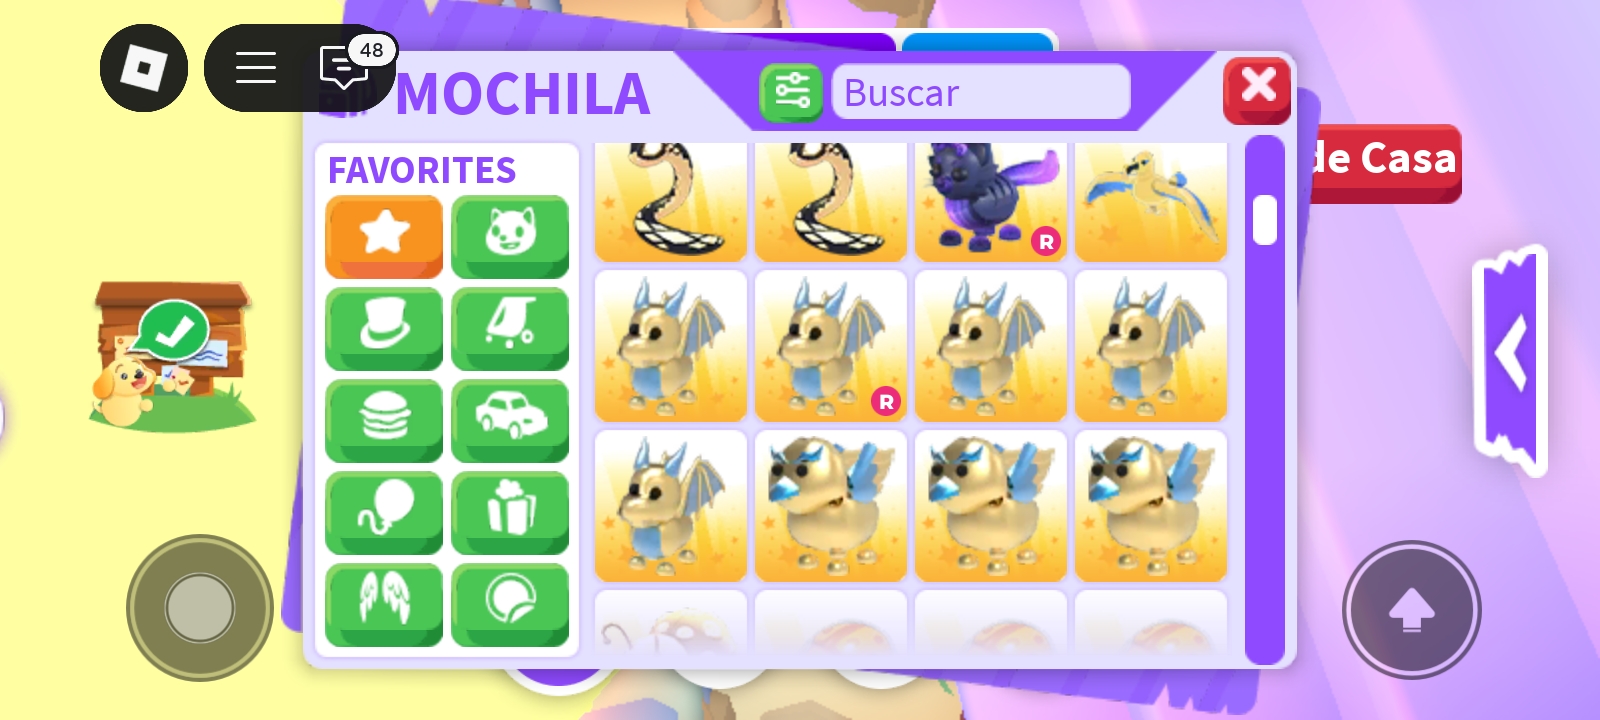 48
MOCHILA
Buscar
FAVORITES
de Casa
R
R